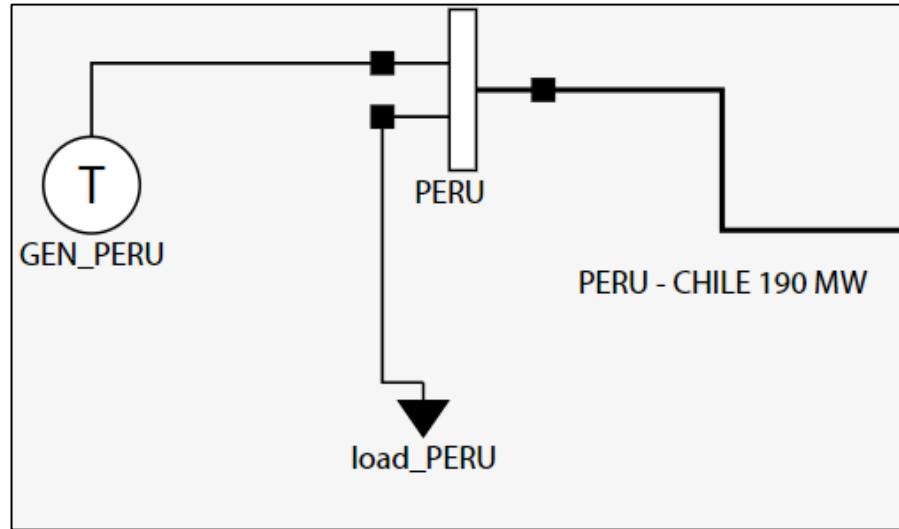 T
GEN_PERU
PERU
PERU - CHILE 190 MW
load_PERU